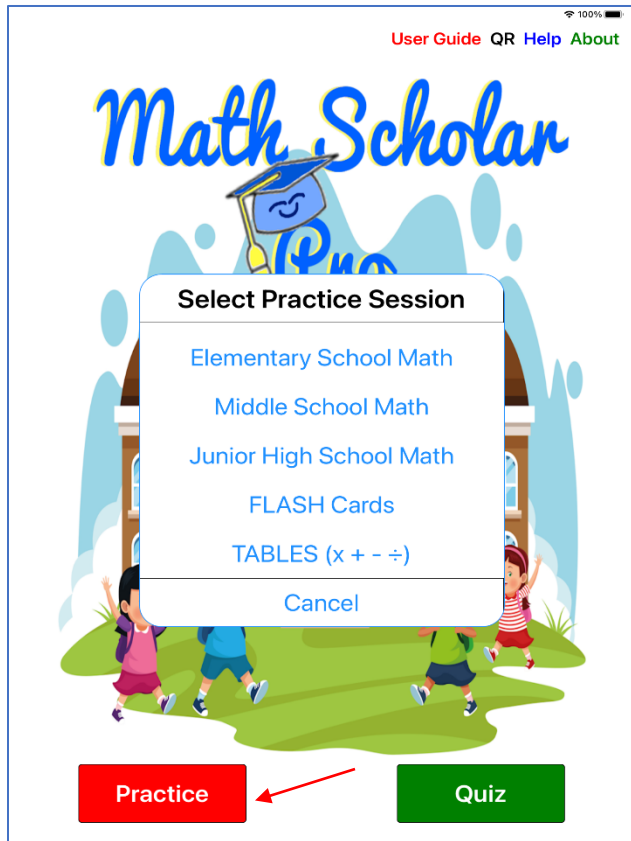 100%
User Guide QR Help About
Math Scholar
Pro
Select Practice Session
Elementary School Math
Middle School Math
Junior High School Math
FLASH Cards
TABLES (x + - ÷)
Cancel
Practice
Quiz